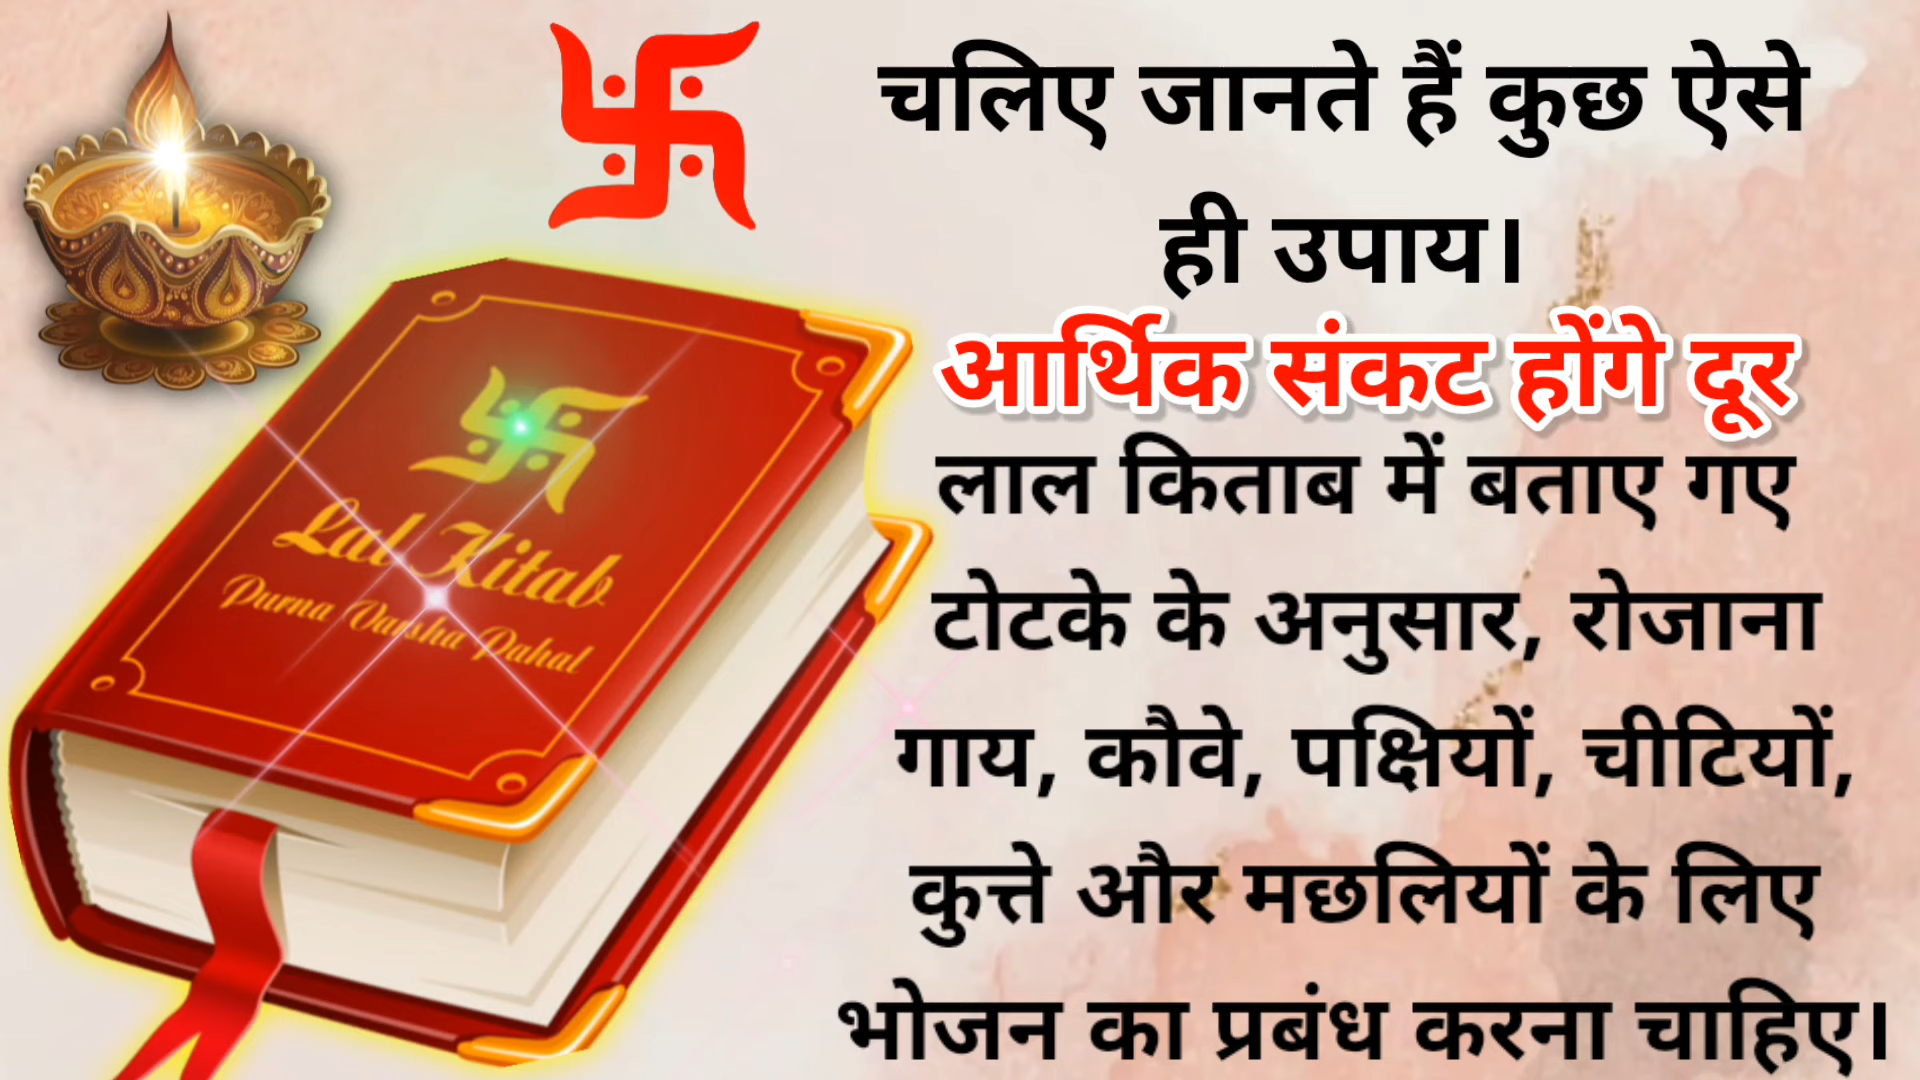 चलिए जानते हैं कुछ ऐसे
ही उपाय।
आर्थिक संकट होंगे दूर
लाल किताब में बताए गए
टोटके के अनुसार, रोजाना
गाय, कौवे, पक्षियों, चीटियों,
कुत्ते और मछलियों के लिए
भोजन का प्रबंध करना चाहिए।
Lal Kitab
Purna Varsha Pahal